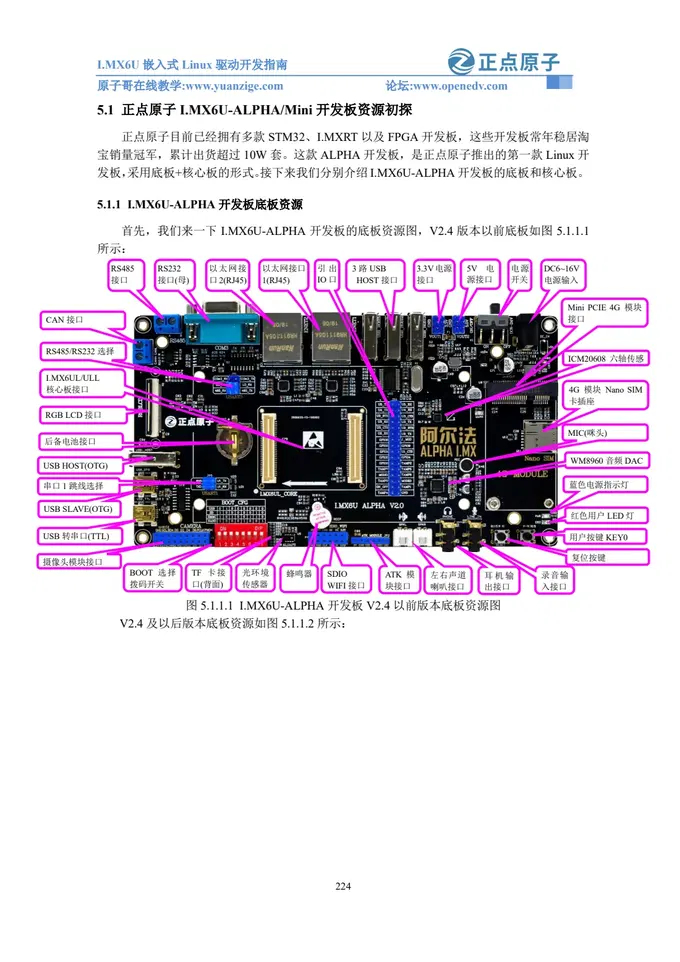 I.MX6U 嵌入式 Linux 驱动开发指南
正点原子
原子哥在线教学:www.yuanzige.com
论坛:www.openedv.com
5.1 正点原子 I.MX6U-ALPHA/Mini 开发板资源初探
正点原子目前已经拥有多款 STM32、I.MXRT 以及 FPGA 开发板，这些开发板常年稳居淘
宝销量冠军，累计出货超过 10W 套。这款 ALPHA 开发板，是正点原子推出的第一款 Linux 开
发板，采用底板+核心板的形式。接下来我们分别介绍 I.MX6U-ALPHA 开发板的底板和核心板。
5.1.1 I.MX6U-ALPHA 开发板底板资源
首先，我们来一下 I.MX6U-ALPHA 开发板的底板资源图，V2.4 版本以前底板如图 5.1.1.1
所示：
RS485
接口
RS232
接口(母)
以太网接
口2(RJ45)
以太网接口
1(RJ45)
引出
IO 口
3 路 USB
HOST 接口
3.3V 电源
接口
5V 电
源接口
电源
开关
DC6~16V
电源输入
CAN 接口
RS485/RS232 选择
I.MX6UL/ULL
核心板接口
RGB LCD 接口
后备电池接口
USB HOST(OTG)
串口 1 跳线选择
USB SLAVE(OTG)
USB 转串口(TTL)
摄像头模块接口
Mini PCIE 4G 模块
接口
ICM20608 六轴传感
4G 模块 Nano SIM
卡插座
MIC(咪头)
WM8960 音频 DAC
蓝色电源指示灯
红色用户 LED 灯
用户按键 KEY0
复位按键
RS485
COM3
正点原子
阿尔法
ALPHA I.MX
Nano SIM
4G MODULE
IMX6UL_CORE
I.MX6U ALPHA V2.0
BOOT_CFG
CAMERA
BOOT 选择
拨码开关
TF 卡接
口(背面)
光环境
传感器
蜂鸣器
SDIO
WIFI 接口
ATK 模
块接口
左右声道
喇叭接口
耳机输
出接口
录音输
入接口
图 5.1.1.1 I.MX6U-ALPHA 开发板 V2.4 以前版本底板资源图
V2.4 及以后版本底板资源如图 5.1.1.2 所示：
224